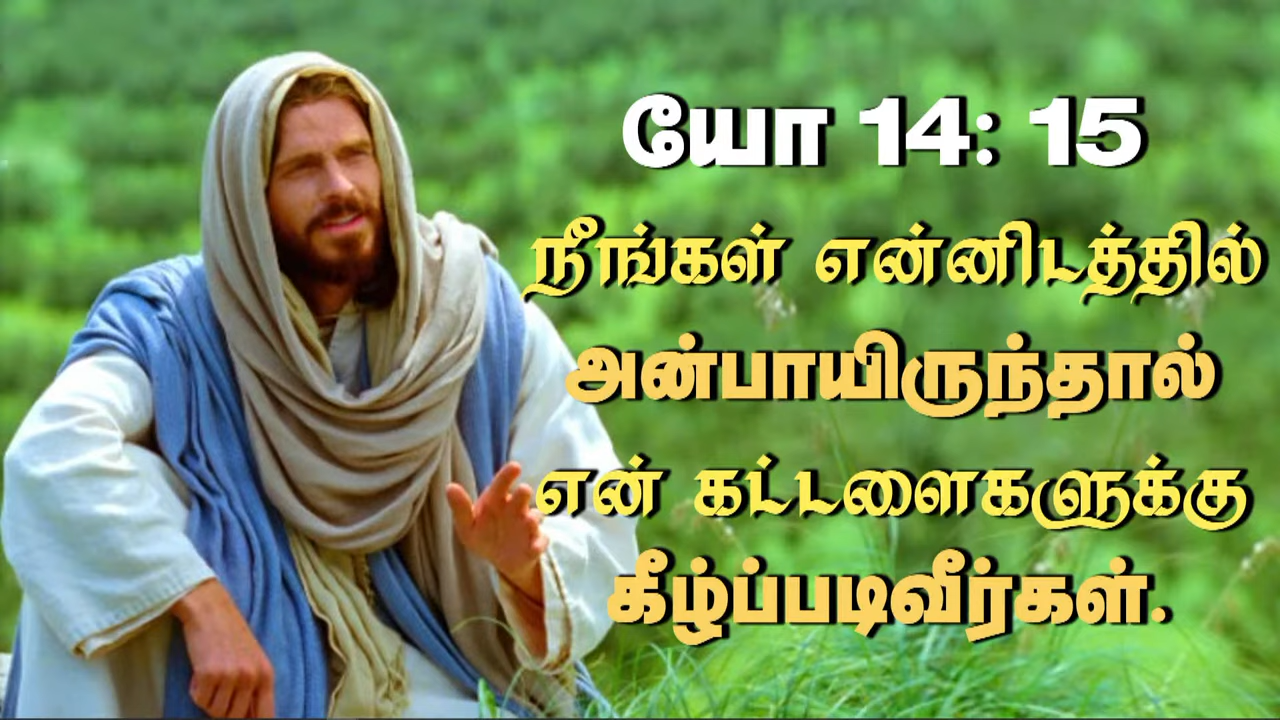 யோ 14: 15
நீங்கள் என்னிடத்தில்
அன்பாயிருந்தால்
என் கட்டளைகளுக்கு
கீழ்ப்படிவீர்கள்.